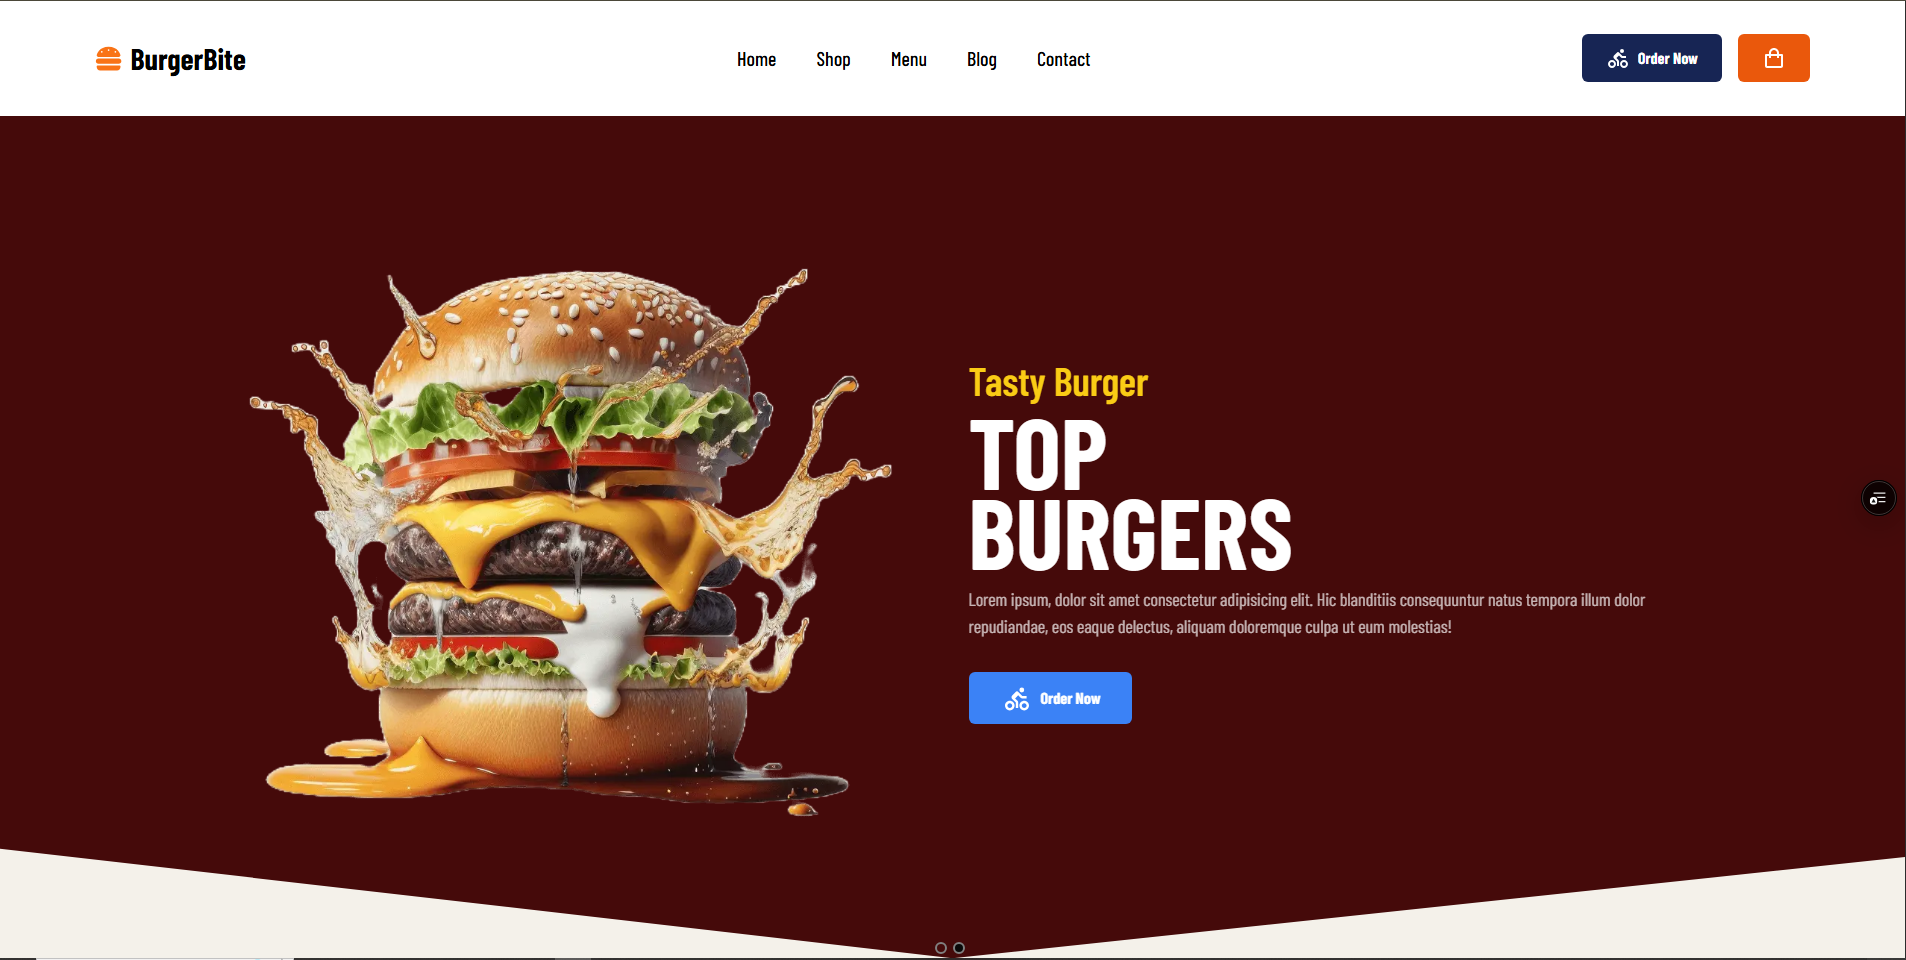 BurgerBite
Home Shop Menu Blog Contact
Order Now
Tasty Burger
TOP
BURGERS
Lorem ipsum, dolor sit amet consectetur adipisicing elit. Hic blanditiis consequuntur natus tempora illum dolor
repudiandae, eos eaque delectus, aliquam doloremque culpa ut eum molestias!
Order Now